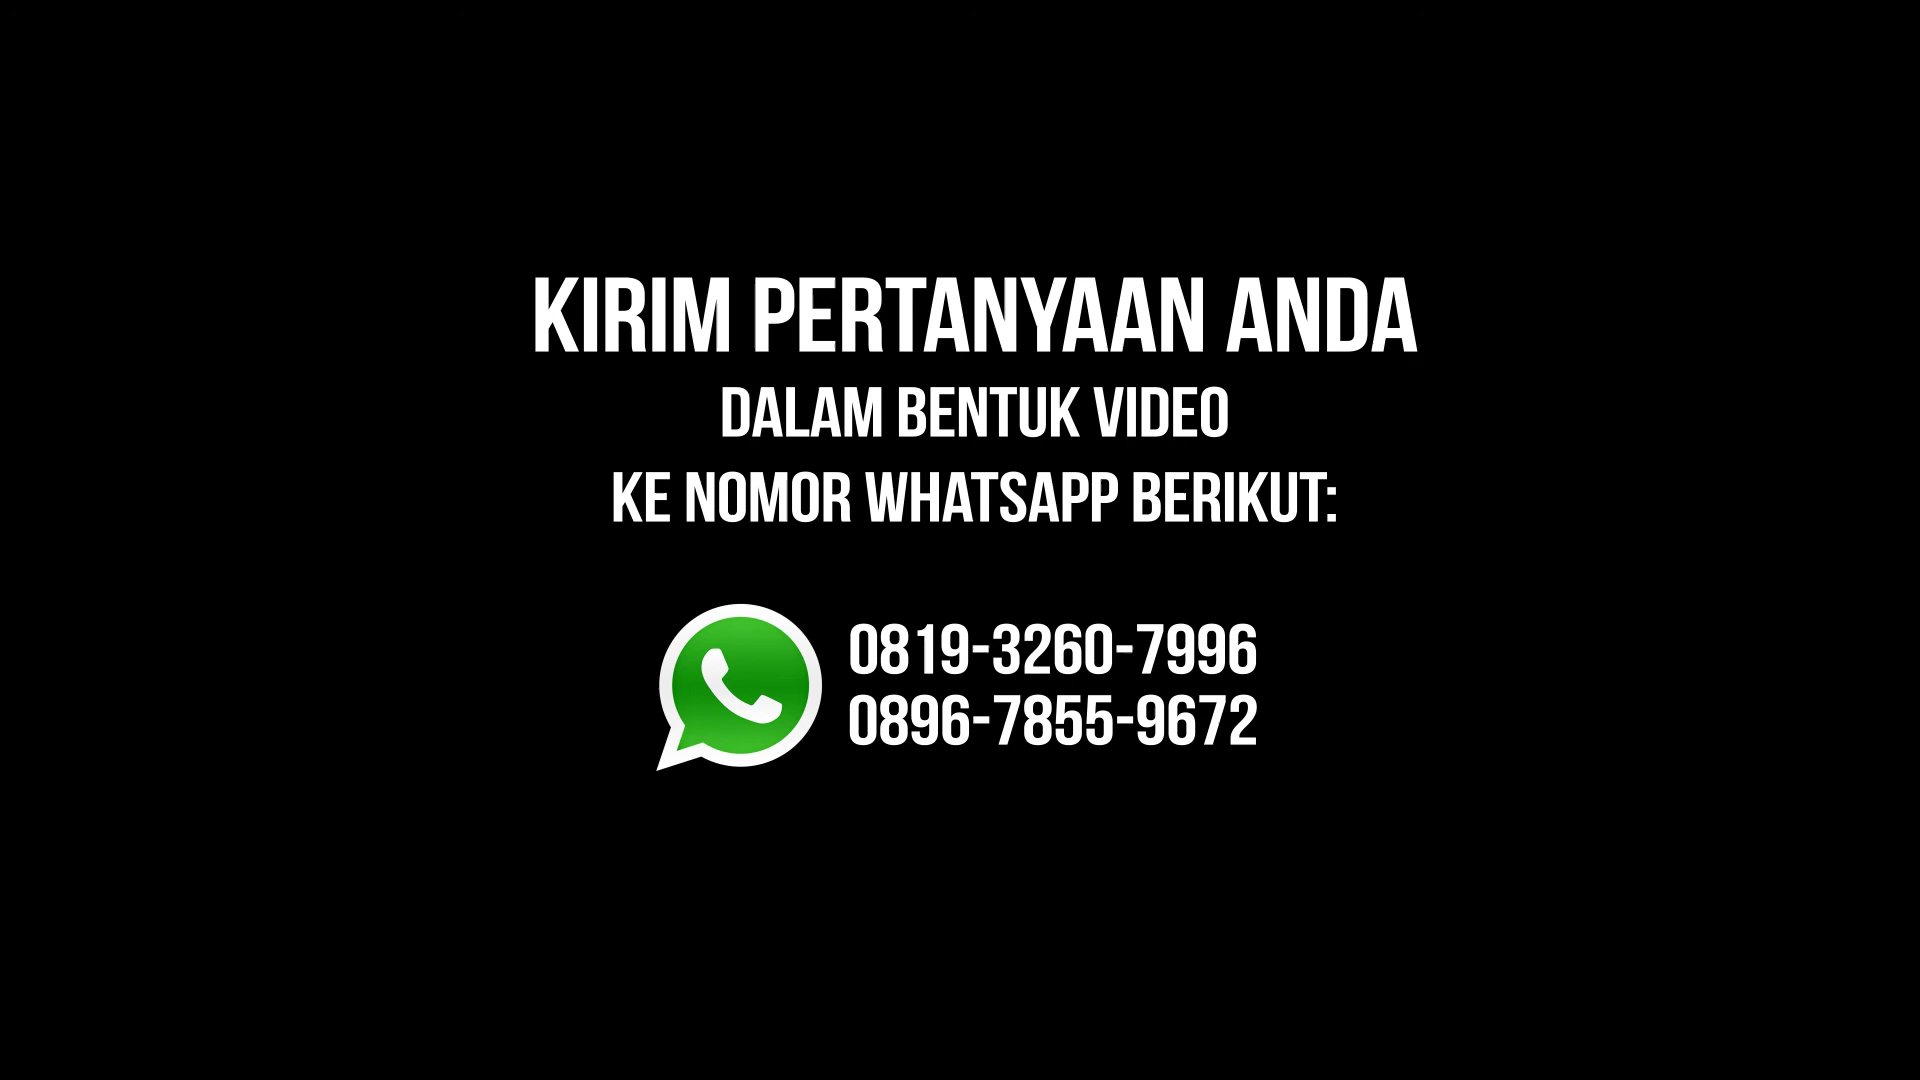 KIRIM PERTANYAAN ANDA
DALAM BENTUK VIDEO
KE NOMOR WHATSAPP BERIKUT:
0819-3260-7996
0896-7855-9672